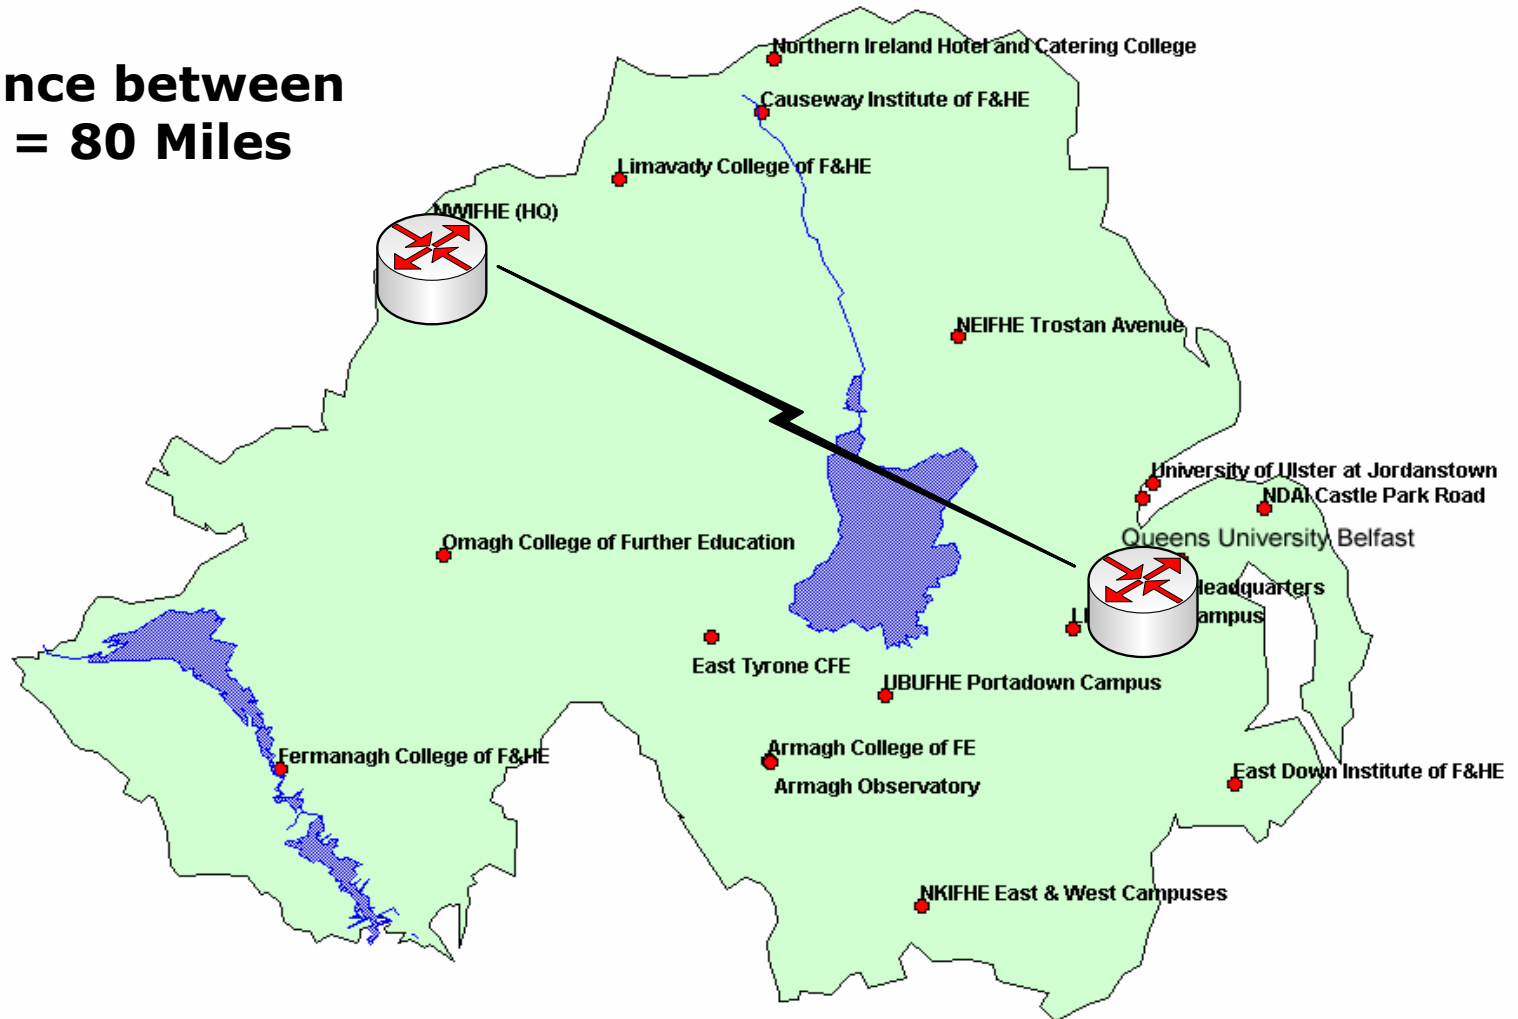 nce between
= 80 Miles
Northern Ireland Hotel and Catering College
Causeway Institute of F&HE
Limavady College of F&HE
NWIFHE (HQ)
NEIFHE Trostan Avenue
University of Ulster at Jordanstown
NDAI Castle Park Road
Queens University Belfast
Omagh College of Further Education
Headquarters
ampus
East Tyrone CFE
UBUFHE Portadown Campus
Armagh College of FE
Fermanagh College of F&HE
East Down Institute of F&HE
Armagh Observatory
NKIFHE East & West Campuses